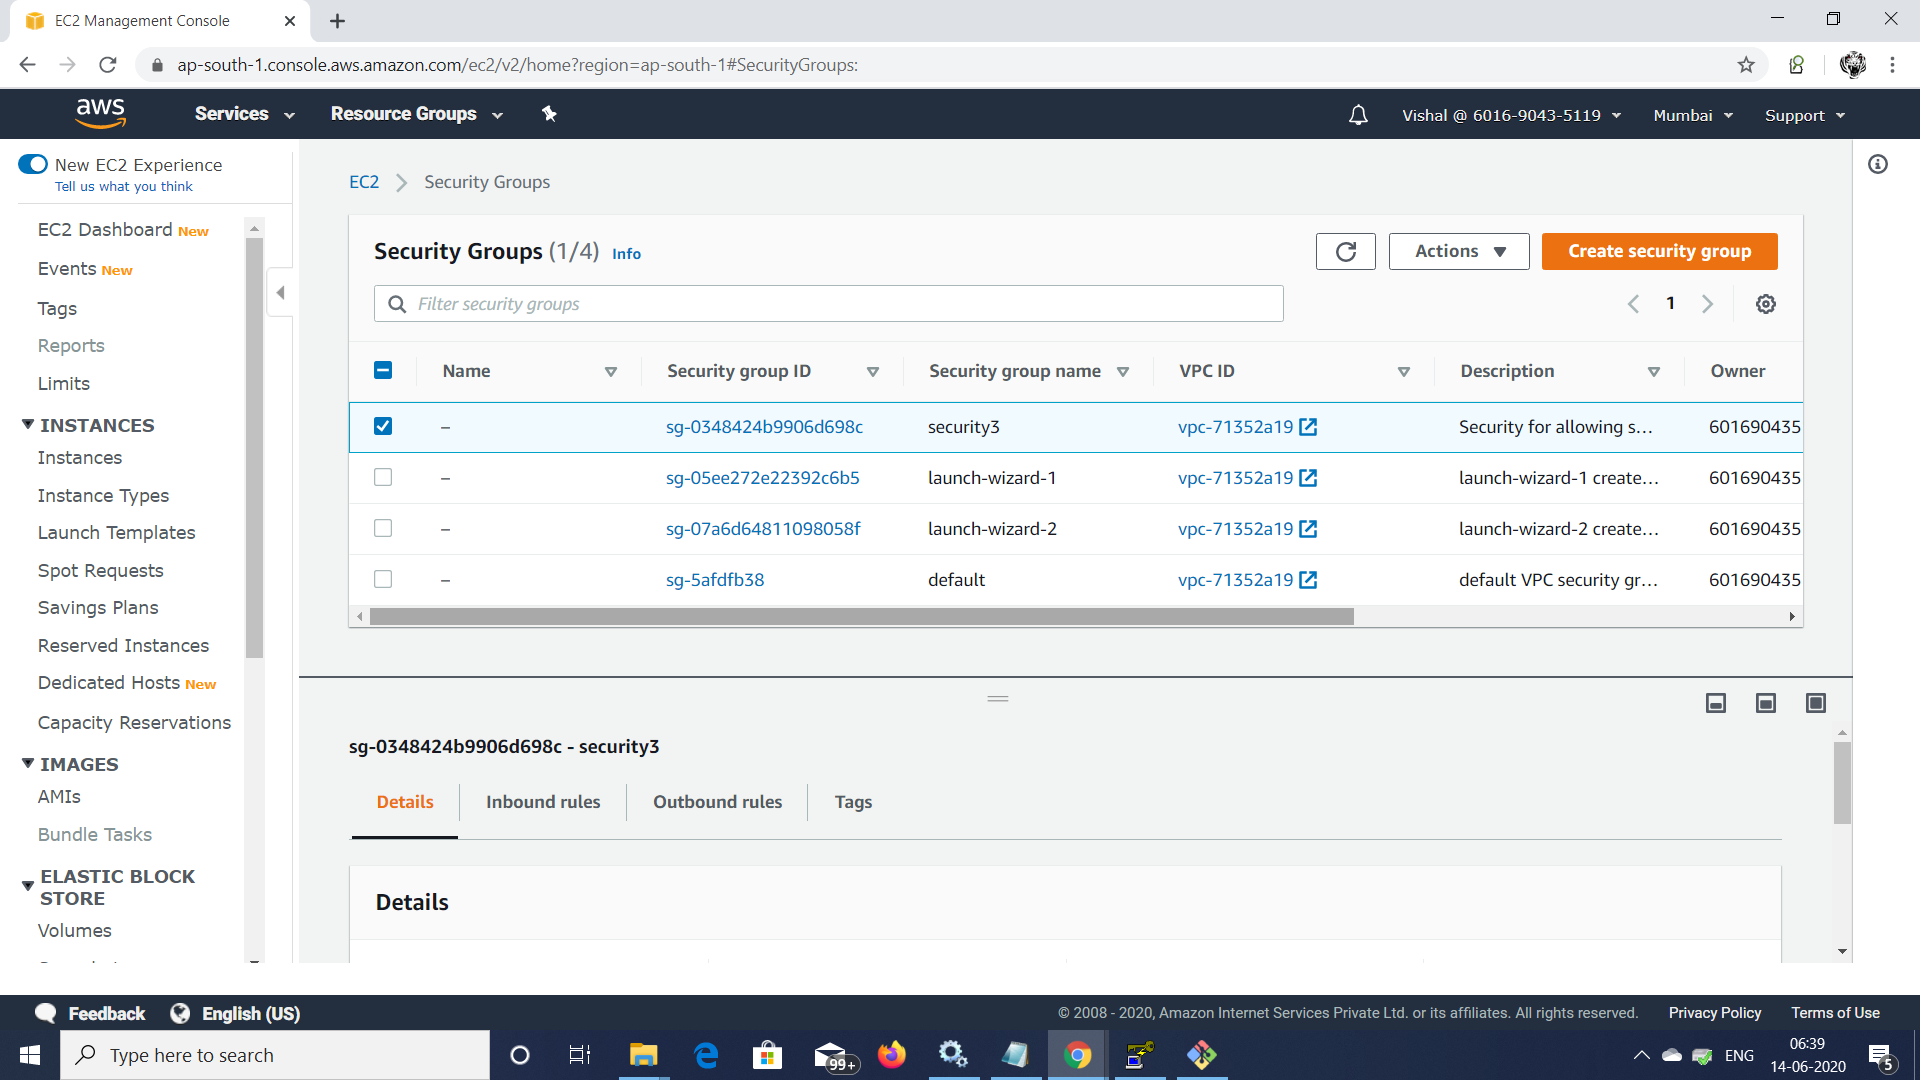 EC2 Management Console
ap-south-1.console.aws.amazon.com/ec2/v2/home?region=ap-south-1#SecurityGroups:
aws
Services
Resource Groups
Vishal @ 6016-9043-5119
Mumbai
Support
New EC2 Experience
Tell us what you think
EC2 Dashboard New
Events New
Tags
Reports
Limits
INSTANCES
Instances
Instance Types
Launch Templates
Spot Requests
Savings Plans
Reserved Instances
Dedicated Hosts New
Capacity Reservations
IMAGES
AMIs
Bundle Tasks
ELASTIC BLOCK
STORE
Volumes
EC2 Security Groups
Security Groups (1/4) Info
Actions
Create security group
Filter security groups
1
Name Security group ID Security group name VPC ID Description Owner
– sg-0348424b9906d698c security3 vpc-71352a19 Security for allowing s... 601690435
– sg-05ee272e22392c6b5 launch-wizard-1 vpc-71352a19 launch-wizard-1 create... 601690435
– sg-07a6d64811098058f launch-wizard-2 vpc-71352a19 launch-wizard-2 create... 601690435
– sg-5afdfb38 default vpc-71352a19 default VPC security gr... 601690435
sg-0348424b9906d698c - security3
Details Inbound rules Outbound rules Tags
Details
Feedback
English (US)
© 2008 - 2020, Amazon Internet Services Private Ltd. or its affiliates. All rights reserved.
Privacy Policy
Terms of Use
Type here to search
99+
ENG
06:39
14-06-2020
5